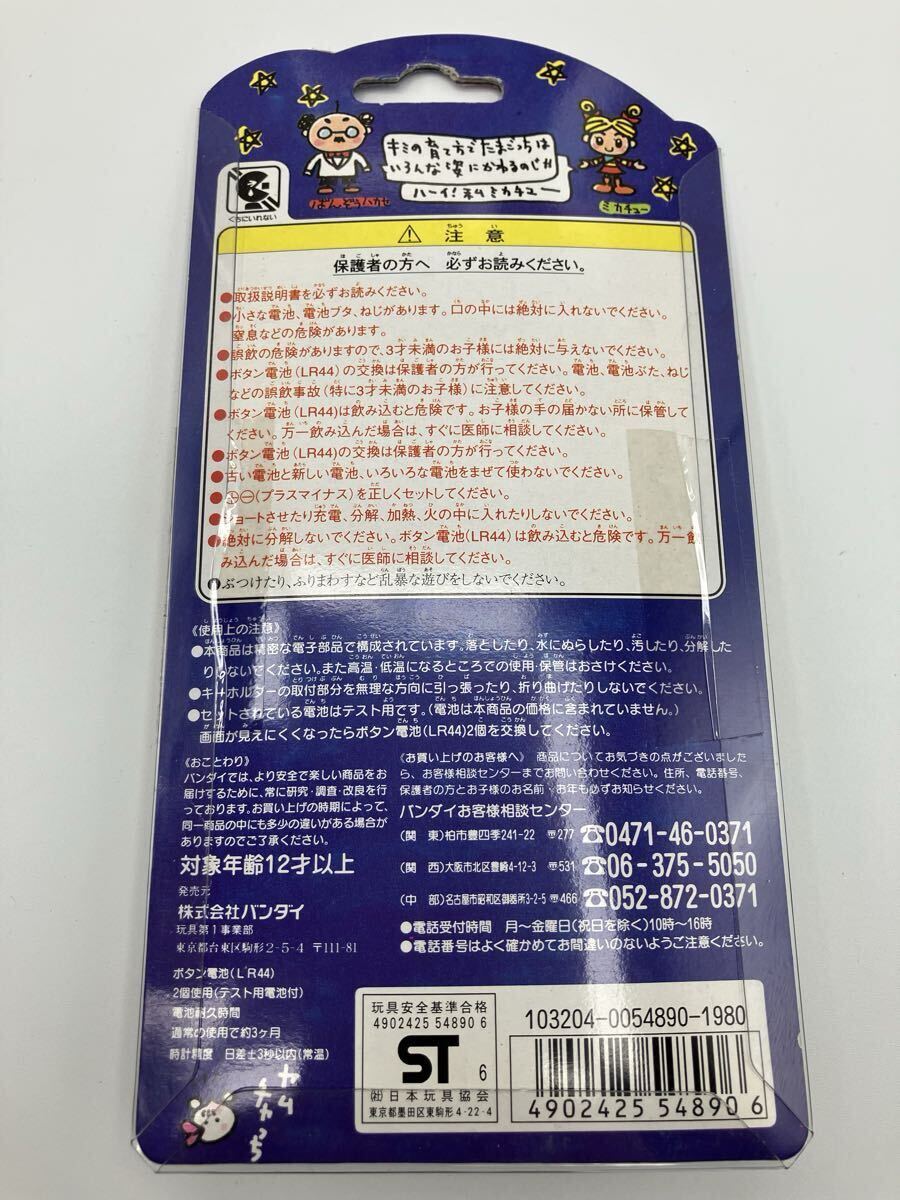 キミの育て方でたまごっちは
いろんな姿にかわるのじゃ
ハーイ!私ミカチュー
ばんぞうハカセ
ミカチュー
くちにいれない
⚠ 注意
保護者の方へ 必ずお読みください。
●取扱説明書を必ずお読みください。
●小さな電池、電池ブタ、ねじがあります。口の中には絶対に入れないでください。
窒息などの危険があります。
●誤飲の危険がありますので、3才未満のお子様には絶対に与えないでください。
●ボタン電池(LR44)の交換は保護者の方が行ってください。電池、電池ぶた、ねじ
などの誤飲事故(特に3才未満のお子様)に注意してください。
●ボタン電池(LR44)は飲み込むと危険です。お子様の手の届かない所に保管して
ください。万一飲み込んだ場合は、すぐに医師に相談してください。
●ボタン電池(LR44)の交換は保護者の方が行ってください。
●古い電池と新しい電池、いろいろな電池をまぜて使わないでください。
●⊕⊖(プラスマイナス)を正しくセットしてください。
●ショートさせたり充電、分解、加熱、火の中に入れたりしないでください。
●絶対に分解しないでください。ボタン電池(LR44)は飲み込むと危険です。万一飲
み込んだ場合は、すぐに医師に相談してください。
●ぶつけたり、ふりまわすなど乱暴な遊びをしないでください。
《使用上の注意》
●本商品は精密な電子部品で構成されています。落としたり、水にぬらしたり、汚したり、分解した
りしないでください。また高温・低温になるところでの使用・保管はおさけください。
●キーホルダーの取付部分を無理な方向に引っ張ったり、折り曲げたりしないでください。
●セットされている電池はテスト用です。(電池は本商品の価格に含まれていません。)
画面が見えにくくなったらボタン電池(LR44)2個を交換してください。
《おことわり》
バンダイでは、より安全で楽しい商品をお
届けするために、常に研究・調査・改良を行
っております。お買い上げの時期によって、
同一商品の中にも多少の違いがある場合が
ありますのでご了承ください。
対象年齢12才以上
発売元
株式会社バンダイ
玩具第1事業部
東京都台東区駒形2-5-4 〒111-81
《お買い上げのお客様へ》 商品についてお気づきの点がございました
ら、お客様相談センターまでお問い合わせください。住所、電話番号、
保護者の方とお子様のお名前、お年も必ずお知らせください。
バンダイお客様相談センター
(関 東)柏市豊四季241-22 〒277 ☎0471-46-0371
(関 西)大阪市北区豊崎4-12-3 〒531 ☎06-375-5050
(中 部)名古屋市昭和区御器所3-2-5 〒466 ☎052-872-0371
●電話受付時間 月~金曜日(祝日を除く)10時~16時
●電話番号はよく確かめてお間違いのないようご注意ください。
ボタン電池(LR44)
2個使用(テスト用電池付)
電池耐久時間
通常の使用で約3ヶ月
時計精度 日差±3秒以内(常温)
玩具安全基準合格
4902425 54890 6
ST 6
(社)日本玩具協会
東京都墨田区東駒形4-22-4
103204-0054890-1980
4902425 548906